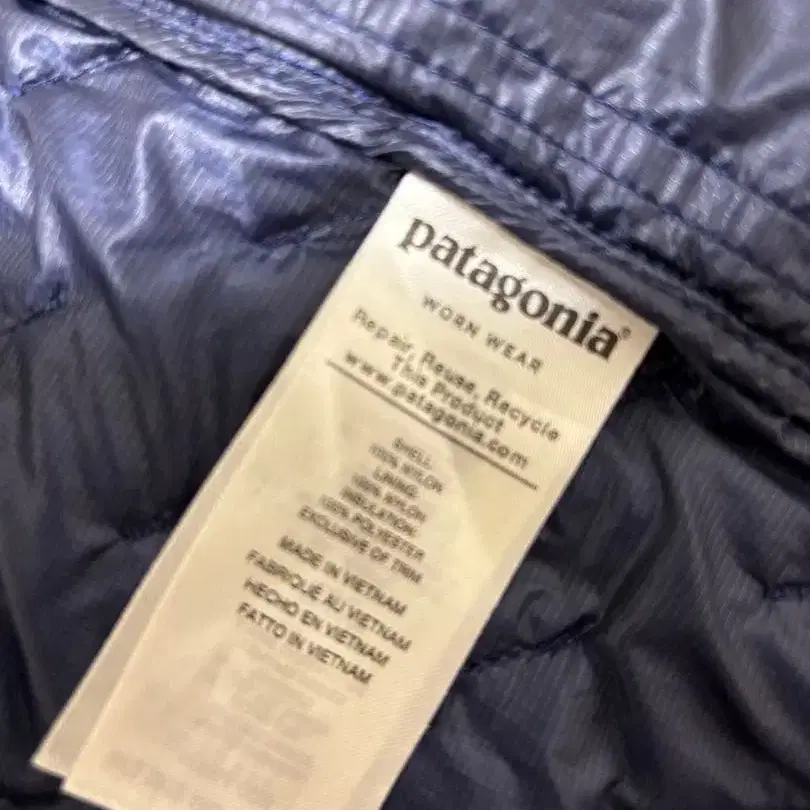 patagonia®
WORN WEAR
Repair, Reuse, Recycle
This Product
www.patagonia.com
SHELL:
100% NYLON
LINING:
100% NYLON
INSULATION:
100% POLYESTER
EXCLUSIVE OF TRIM
MADE IN VIETNAM
FABRIQUÉ AU VIETNAM
HECHO EN VIETNAM
FATTO IN VIETNAM